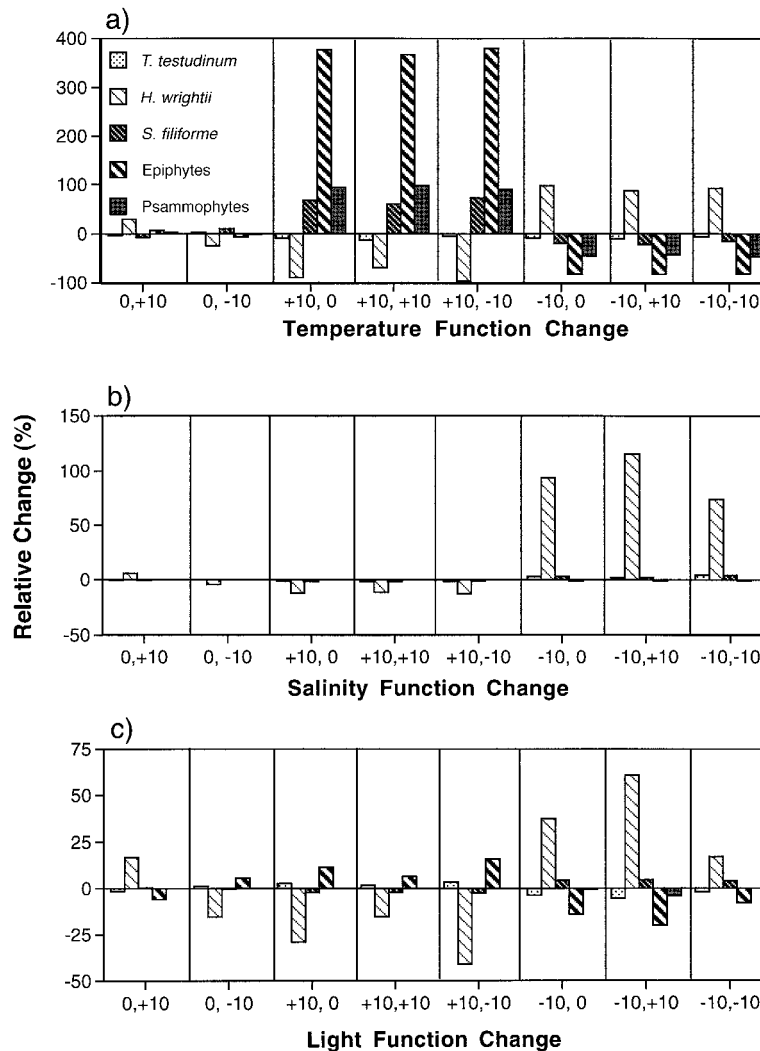 a)
400
300
200
100
0
-100
T. testudinum
H. wrightii
S. filiforme
Epiphytes
Psammophytes
0,+10 0, -10 +10, 0 +10,+10 +10,-10 -10, 0 -10,+10 -10,-10
Temperature Function Change
Relative Change (%)
b)
150
100
50
0
-50
0,+10 0, -10 +10, 0 +10,+10 +10,-10 -10, 0 -10,+10 -10,-10
Salinity Function Change
c)
75
50
25
0
-25
-50
0,+10 0, -10 +10, 0 +10,+10 +10,-10 -10, 0 -10,+10 -10,-10
Light Function Change